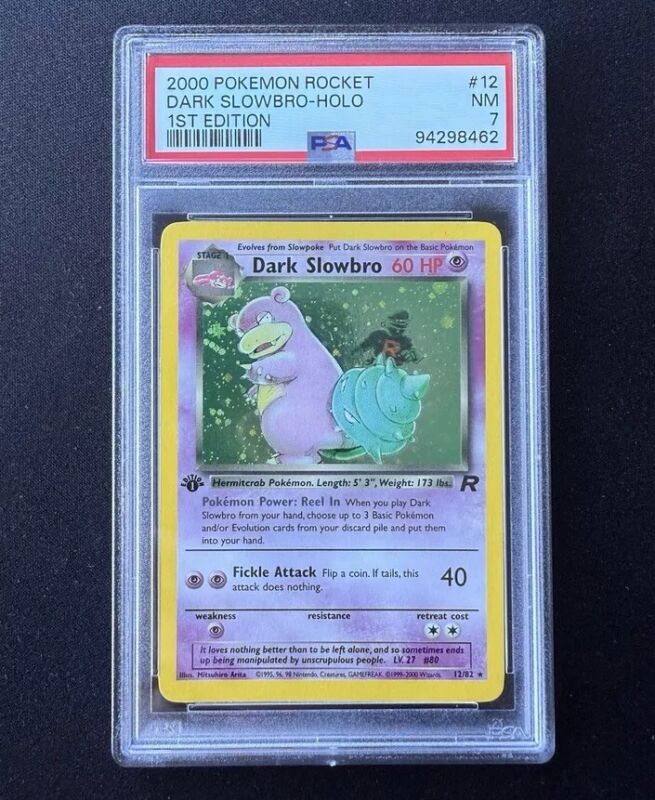 2000 POKEMON ROCKET #12
DARK SLOWBRO-HOLO NM
1ST EDITION 7
PSA 94298462
Evolves from Slowpoke Put Dark Slowbro on the Basic Pokémon
STAGE 1
Dark Slowbro 60 HP
R
Hermitcrab Pokémon. Length: 5' 3", Weight: 173 lbs.
EDITION
1
R
Pokémon Power: Reel In When you play Dark
Slowbro from your hand, choose up to 3 Basic Pokémon
and/or Evolution cards from your discard pile and put them
into your hand.
Fickle Attack Flip a coin. If tails, this 40
attack does nothing.
weakness resistance retreat cost
It loves nothing better than to be left alone, and so sometimes ends
up being manipulated by unscrupulous people. LV. 27 #80
Illus. Mitsuhiro Arita ©1995, 96, 98 Nintendo, Creatures, GAMEFREAK. ©1999-2000 Wizards. 12/82 ★
PSA